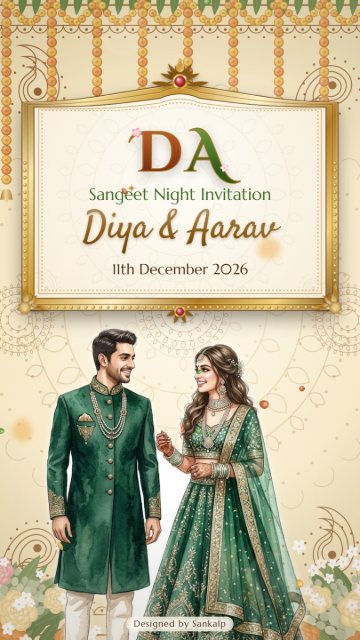 DA
Sangeet Night Invitation
Diya & Aarav
11th December 2026
Designed by Sankalp